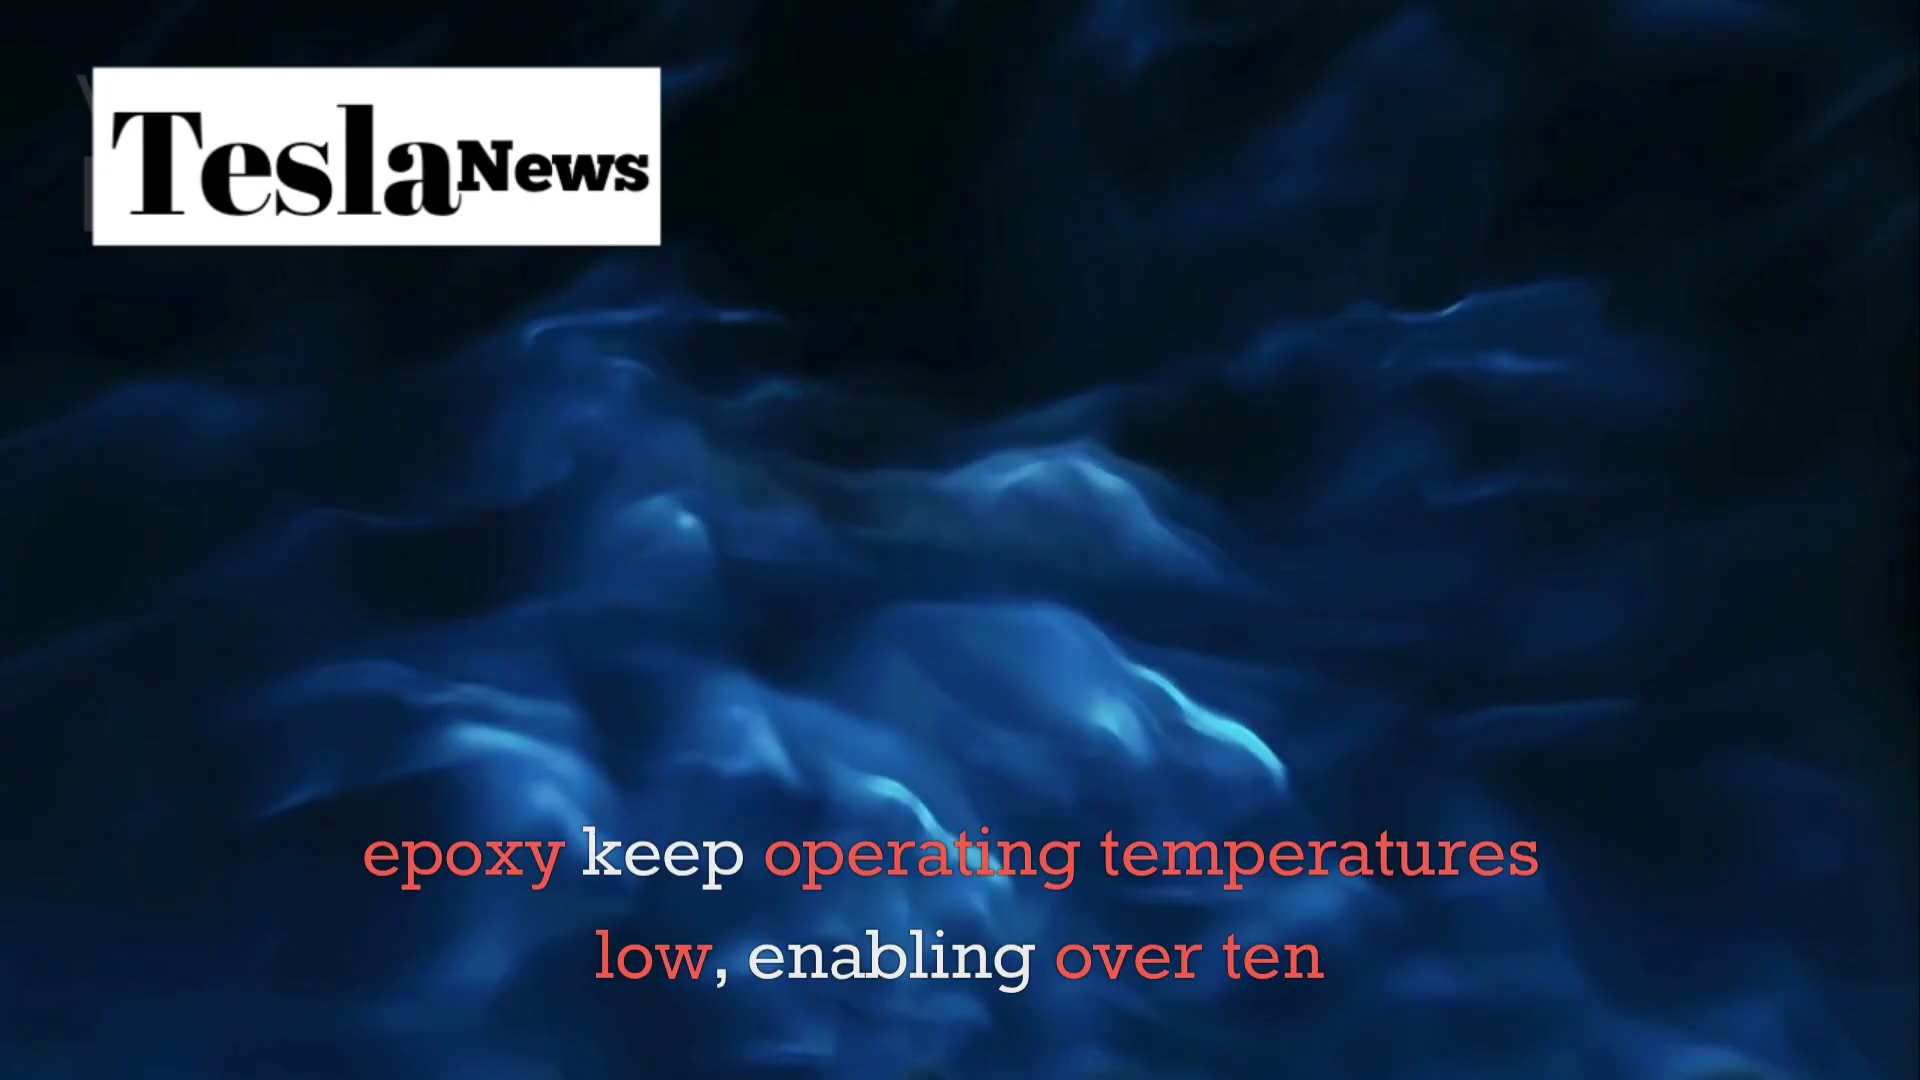 TeslaNews
epoxy keep operating temperatures
low, enabling over ten